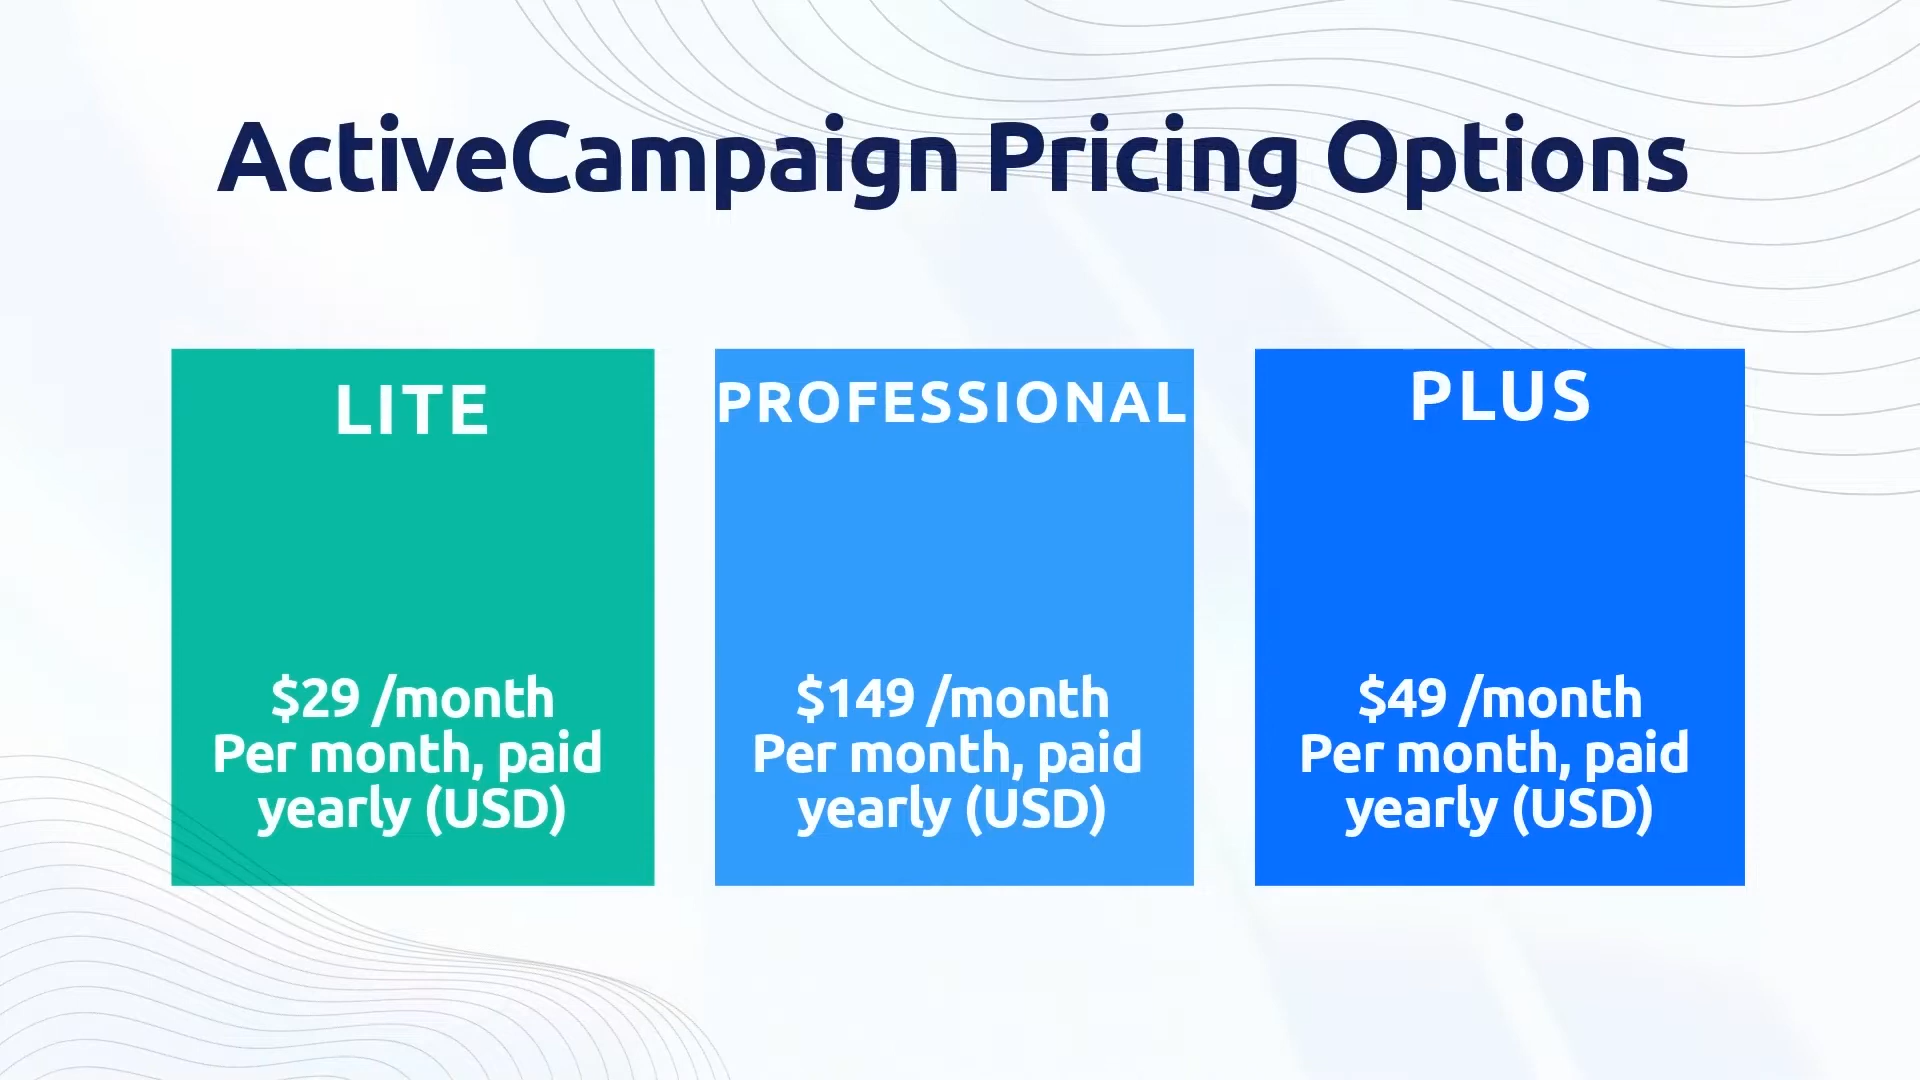 ActiveCampaign Pricing Options
LITE
$29 /month
Per month, paid
yearly (USD)
PROFESSIONAL
$149 /month
Per month, paid
yearly (USD)
PLUS
$49 /month
Per month, paid
yearly (USD)